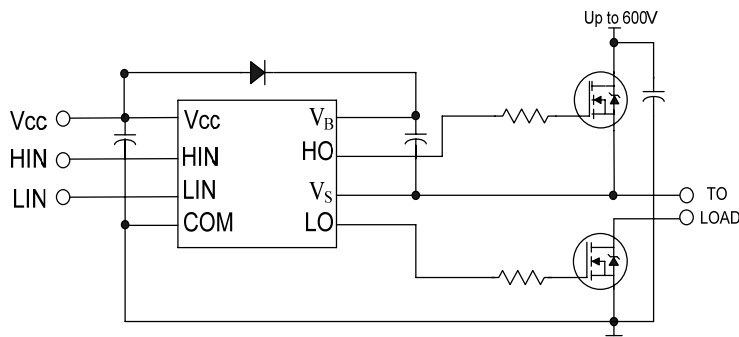 Up to 600V
Vcc
HIN
LIN
Vcc
HIN
LIN
COM
VB
HO
VS
LO
TO
LOAD